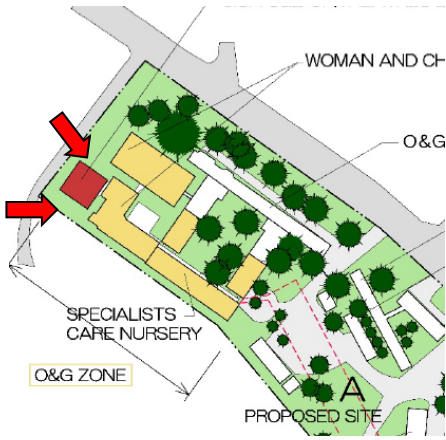 WOMAN AND CH
O&G
SPECIALISTS
CARE NURSERY
O&G ZONE
A
PROPOSED SITE